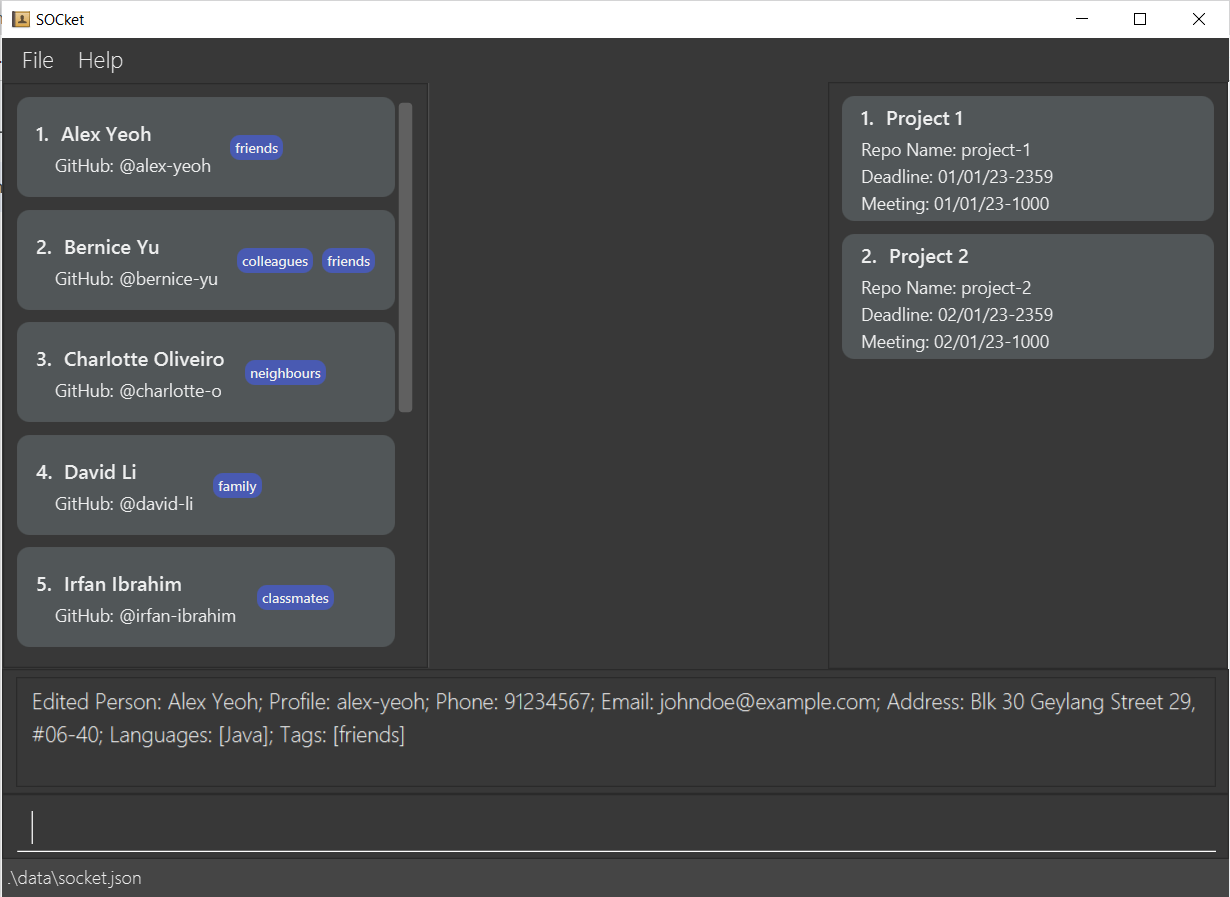 SOCket
File Help
1. Alex Yeoh
GitHub: @alex-yeoh
friends
2. Bernice Yu
GitHub: @bernice-yu
colleagues friends
3. Charlotte Oliveiro
GitHub: @charlotte-o
neighbours
4. David Li
GitHub: @david-li
family
5. Irfan Ibrahim
GitHub: @irfan-ibrahim
classmates
1. Project 1
Repo Name: project-1
Deadline: 01/01/23-2359
Meeting: 01/01/23-1000
2. Project 2
Repo Name: project-2
Deadline: 02/01/23-2359
Meeting: 02/01/23-1000
Edited Person: Alex Yeoh; Profile: alex-yeoh; Phone: 91234567; Email: johndoe@example.com; Address: Blk 30 Geylang Street 29,
#06-40; Languages: [Java]; Tags: [friends]
.\data\socket.json